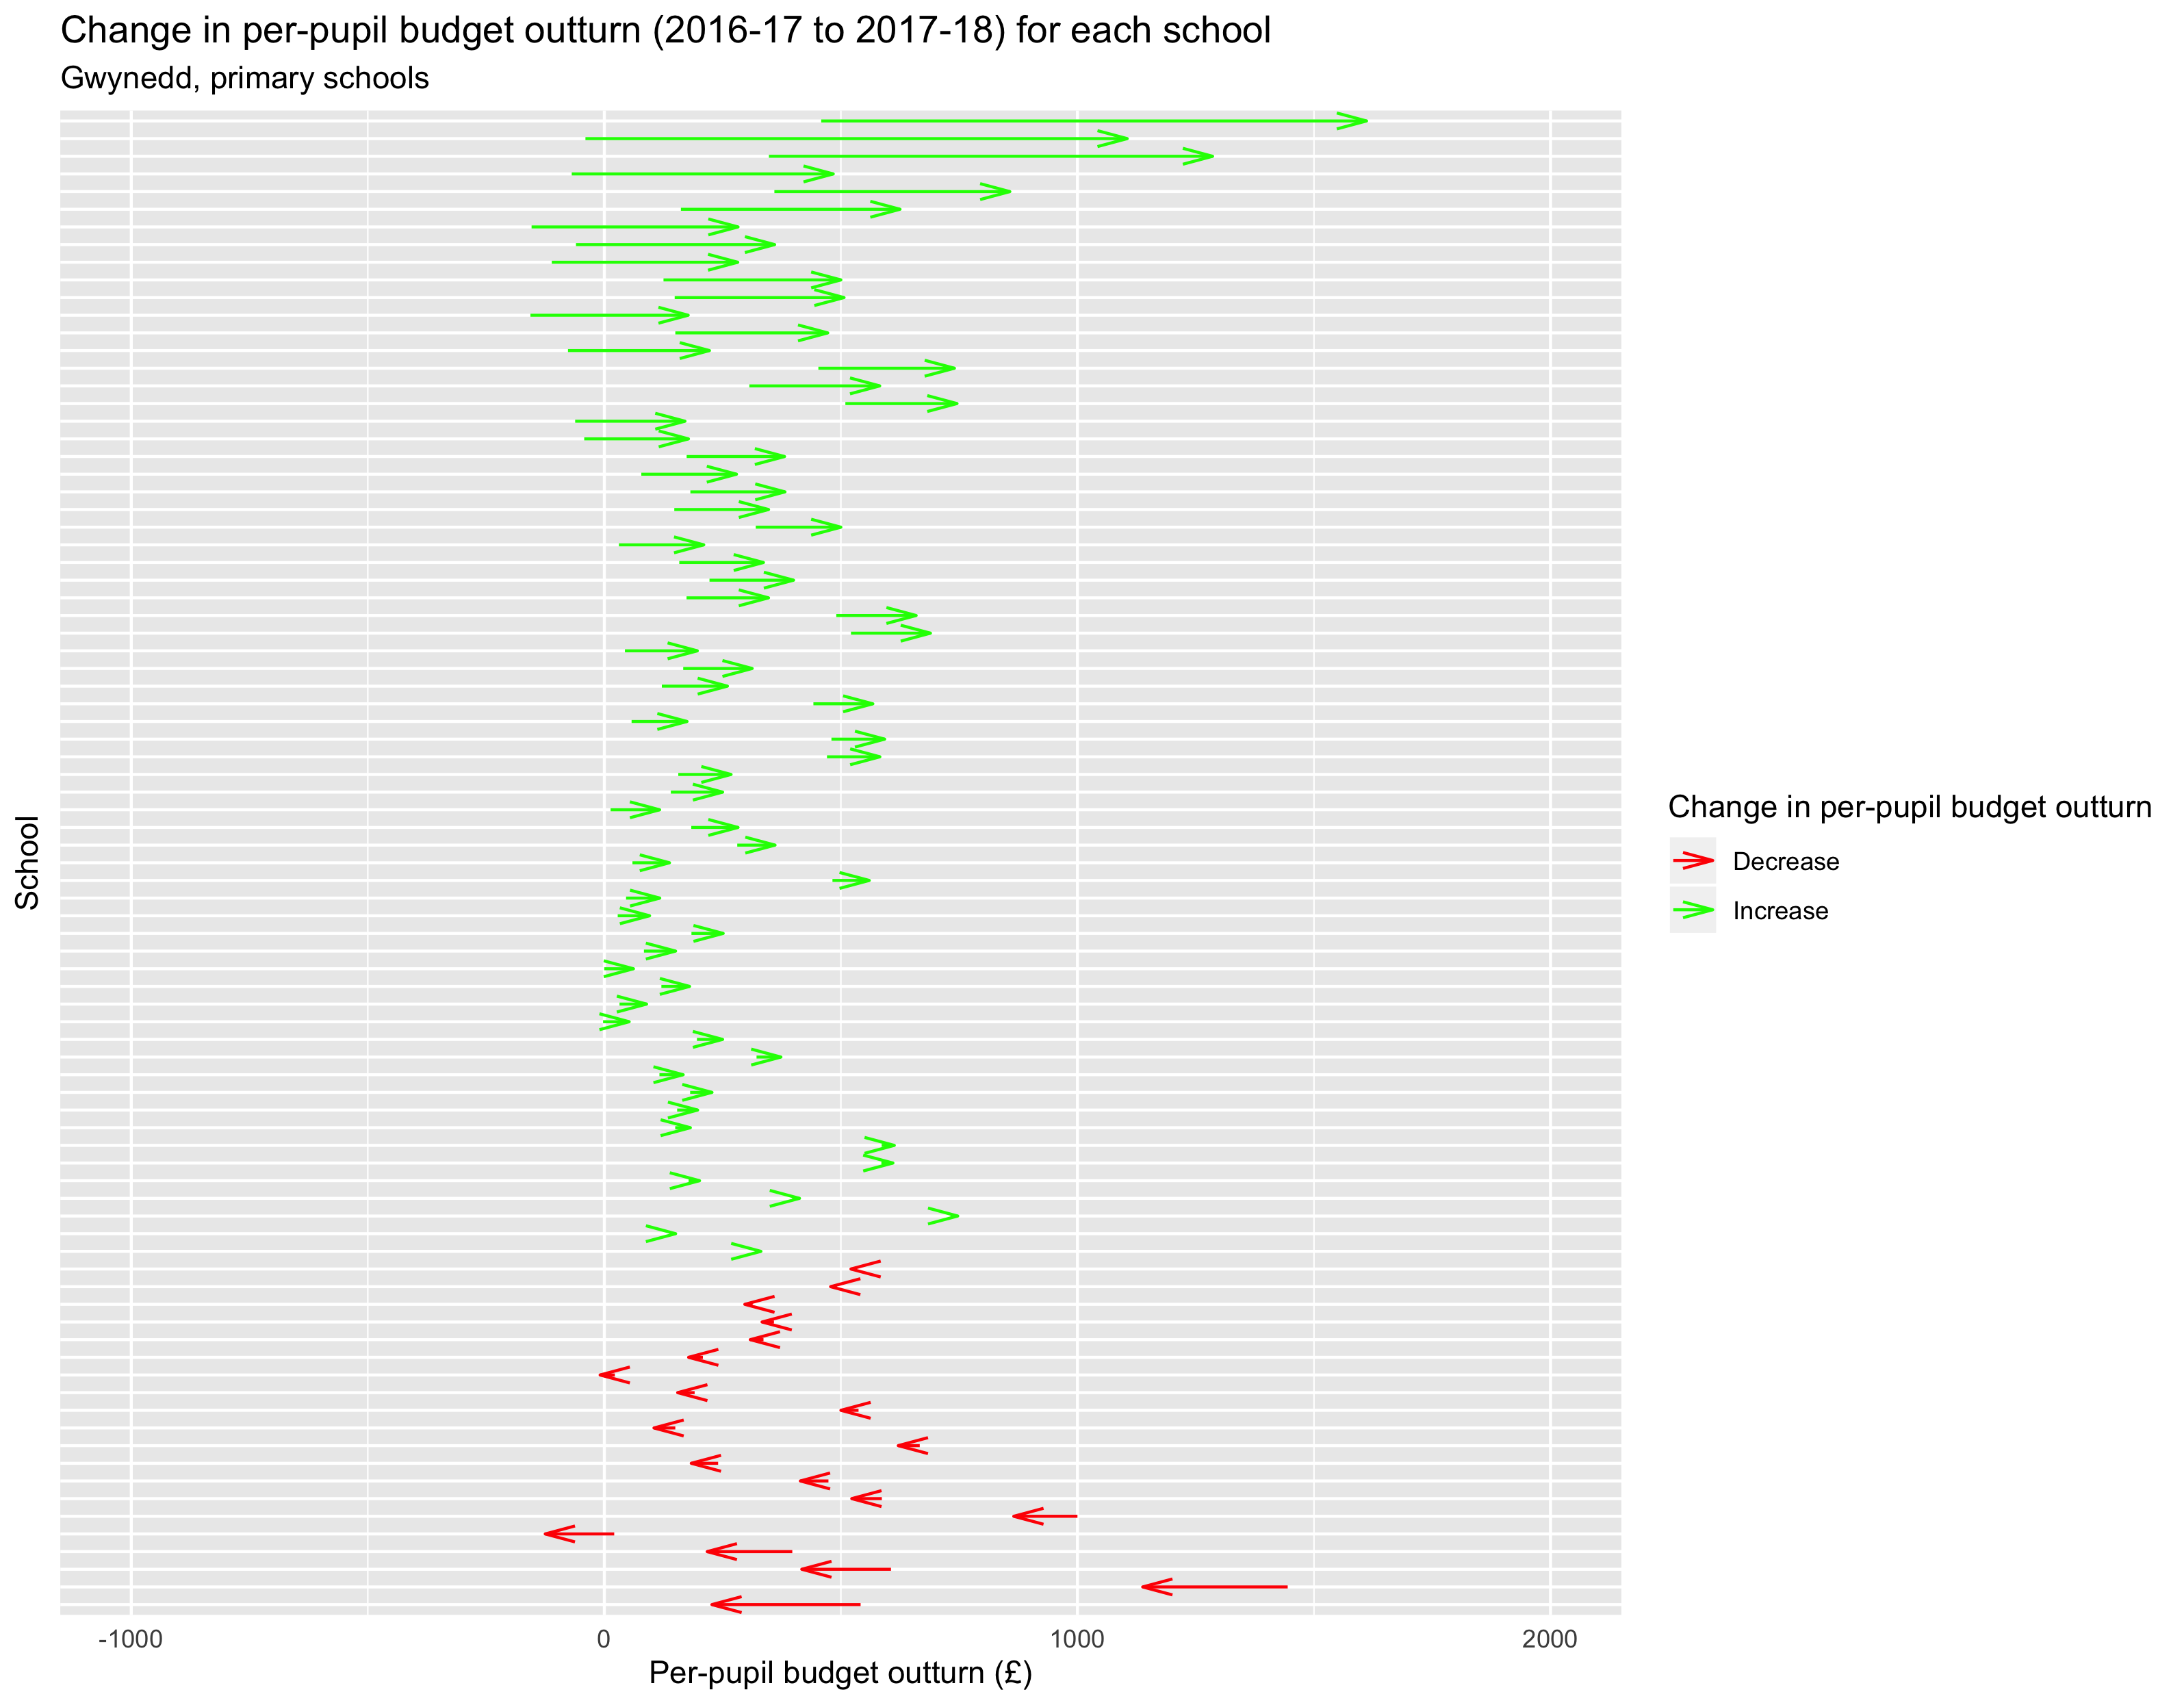 Change in per-pupil budget outturn (2016-17 to 2017-18) for each school
Gwynedd, primary schools
School
Change in per-pupil budget outturn
Decrease
Increase
-1000
0
1000
2000
Per-pupil budget outturn (£)